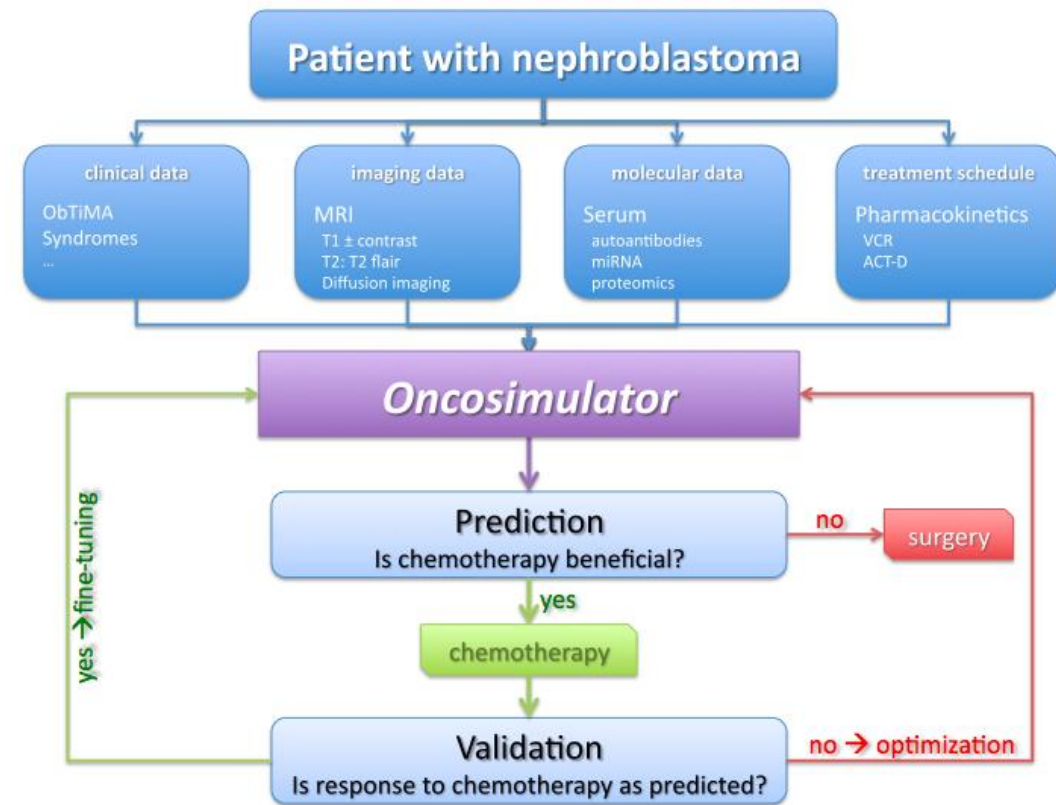 Patient with nephroblastoma
clinical data
ObTiMA
Syndromes
...
imaging data
MRI
T1 ± contrast
T2: T2 flair
Diffusion imaging
molecular data
Serum
autoantibodies
miRNA
proteomics
treatment schedule
Pharmacokinetics
VCR
ACT-D
Oncosimulator
Prediction
Is chemotherapy beneficial?
no
surgery
yes
chemotherapy
yes → fine-tuning
Validation
Is response to chemotherapy as predicted?
no → optimization